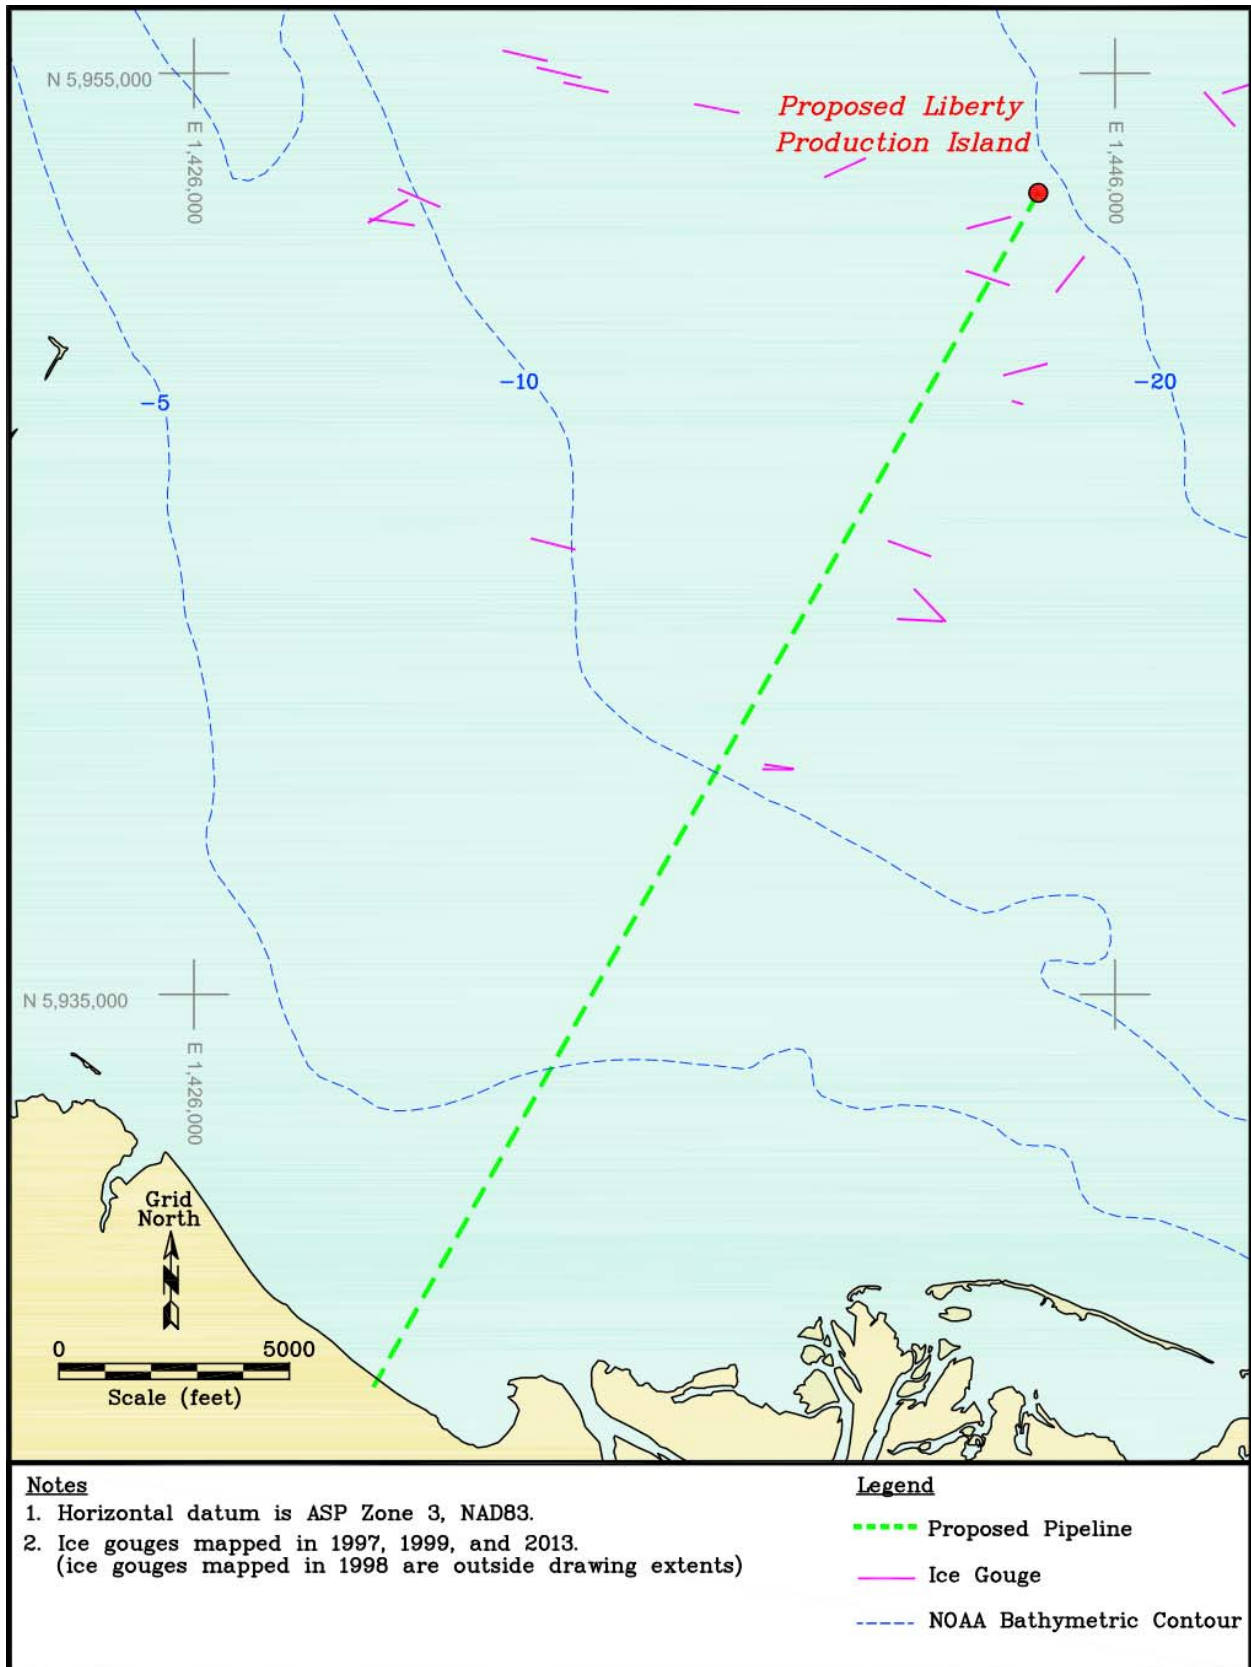 N 5,955,000
E 1,426,000
Proposed Liberty
Production Island
E 1,446,000
-5
-10
-20
N 5,935,000
E 1,426,000
Grid
North
N
0 5000
Scale (feet)
Notes
1. Horizontal datum is ASP Zone 3, NAD83.
2. Ice gouges mapped in 1997, 1999, and 2013.
(ice gouges mapped in 1998 are outside drawing extents)
Legend
Proposed Pipeline
Ice Gouge
NOAA Bathymetric Contour